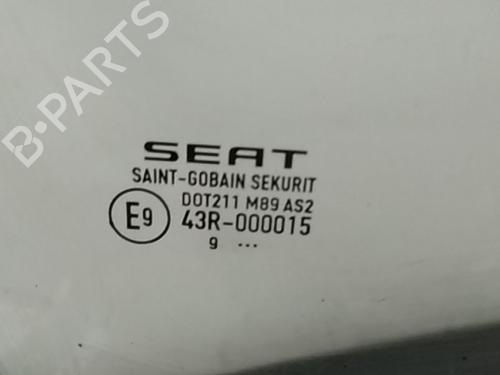 B-PARTS
SEAT
SAINT-GOBAIN SEKURIT
DOT211 M89 AS2
E9 43R-000015
9 ...